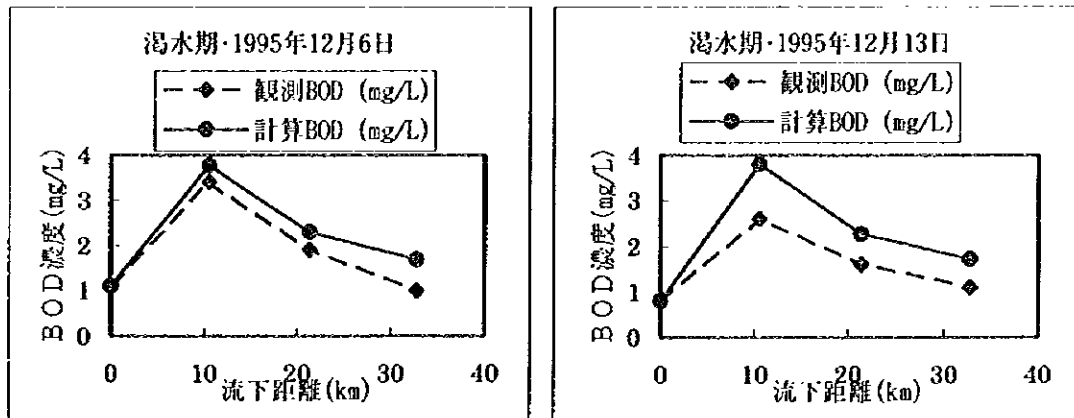 渇水期・1995年12月6日
観測BOD (mg/L)
計算BOD (mg/L)
BOD濃度(mg/L)
4
3
2
1
0
0 10 20 30 40
流下距離(km)
渇水期・1995年12月13日
観測BOD (mg/L)
計算BOD (mg/L)
BOD濃度(mg/L)
4
3
2
1
0
0 10 20 30 40
流下距離(km)